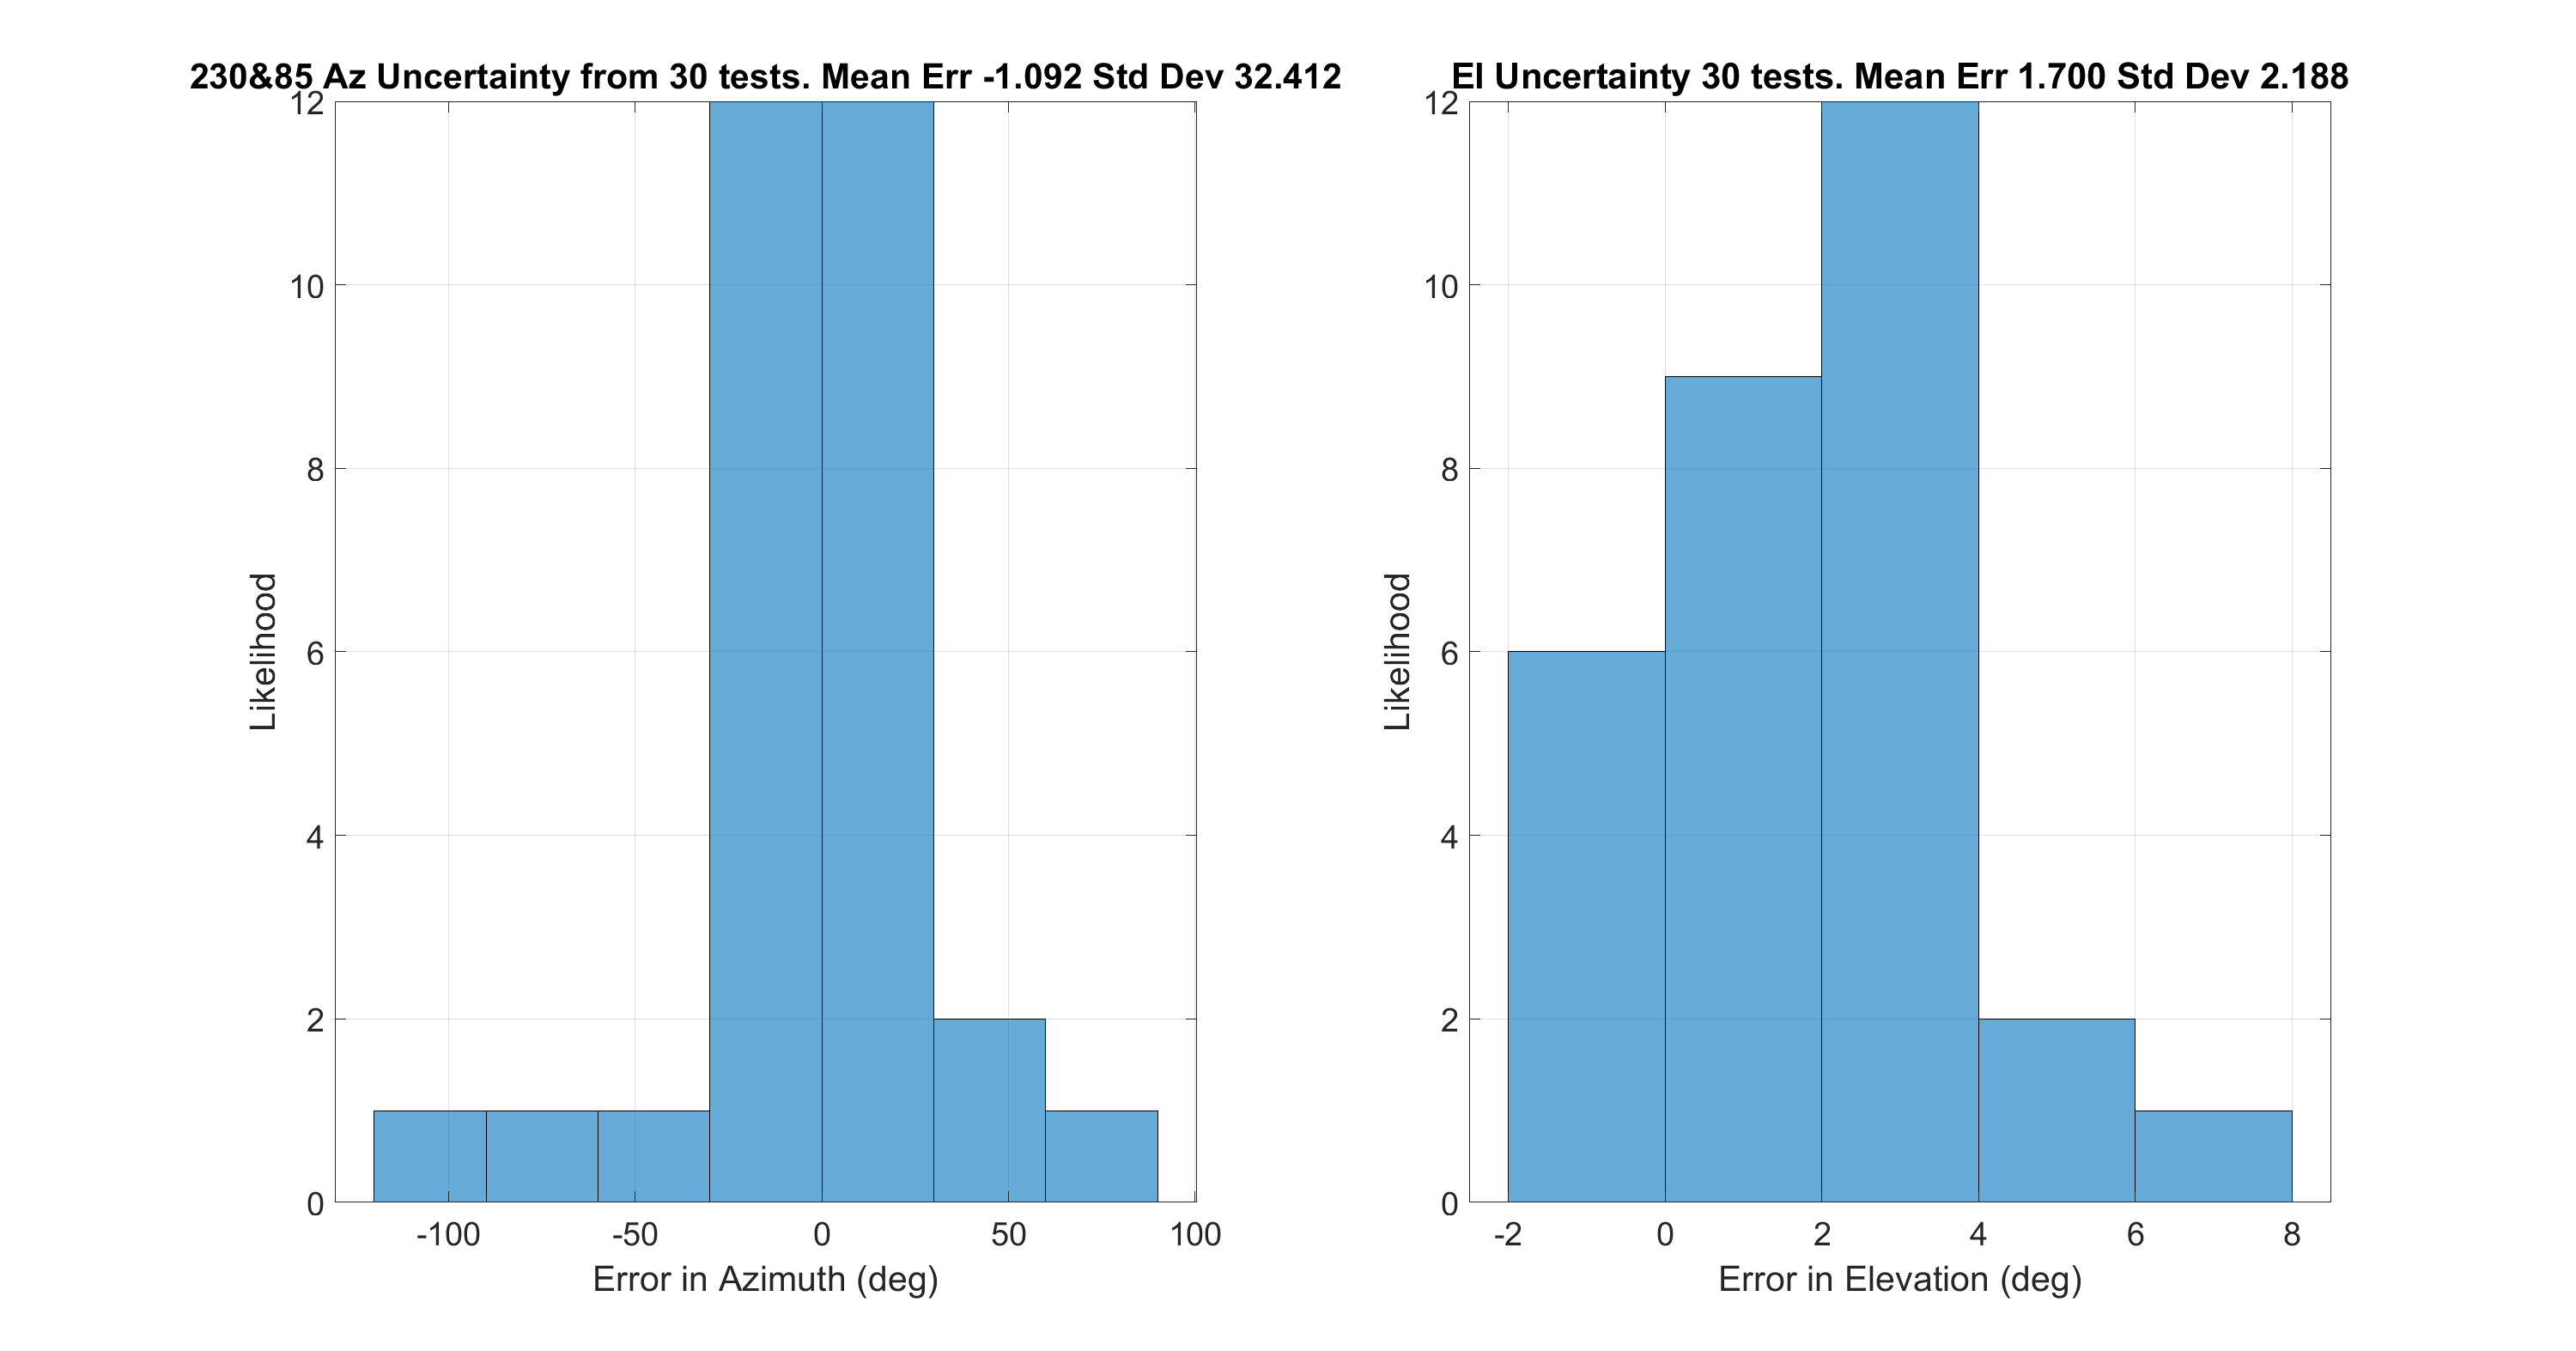 230&85 Az Uncertainty from 30 tests. Mean Err -1.092 Std Dev 32.412
12
10
8
6
4
2
0
Likelihood
-100 -50 0 50 100
Error in Azimuth (deg)
El Uncertainty 30 tests. Mean Err 1.700 Std Dev 2.188
12
10
8
6
4
2
0
Likelihood
-2 0 2 4 6 8
Error in Elevation (deg)